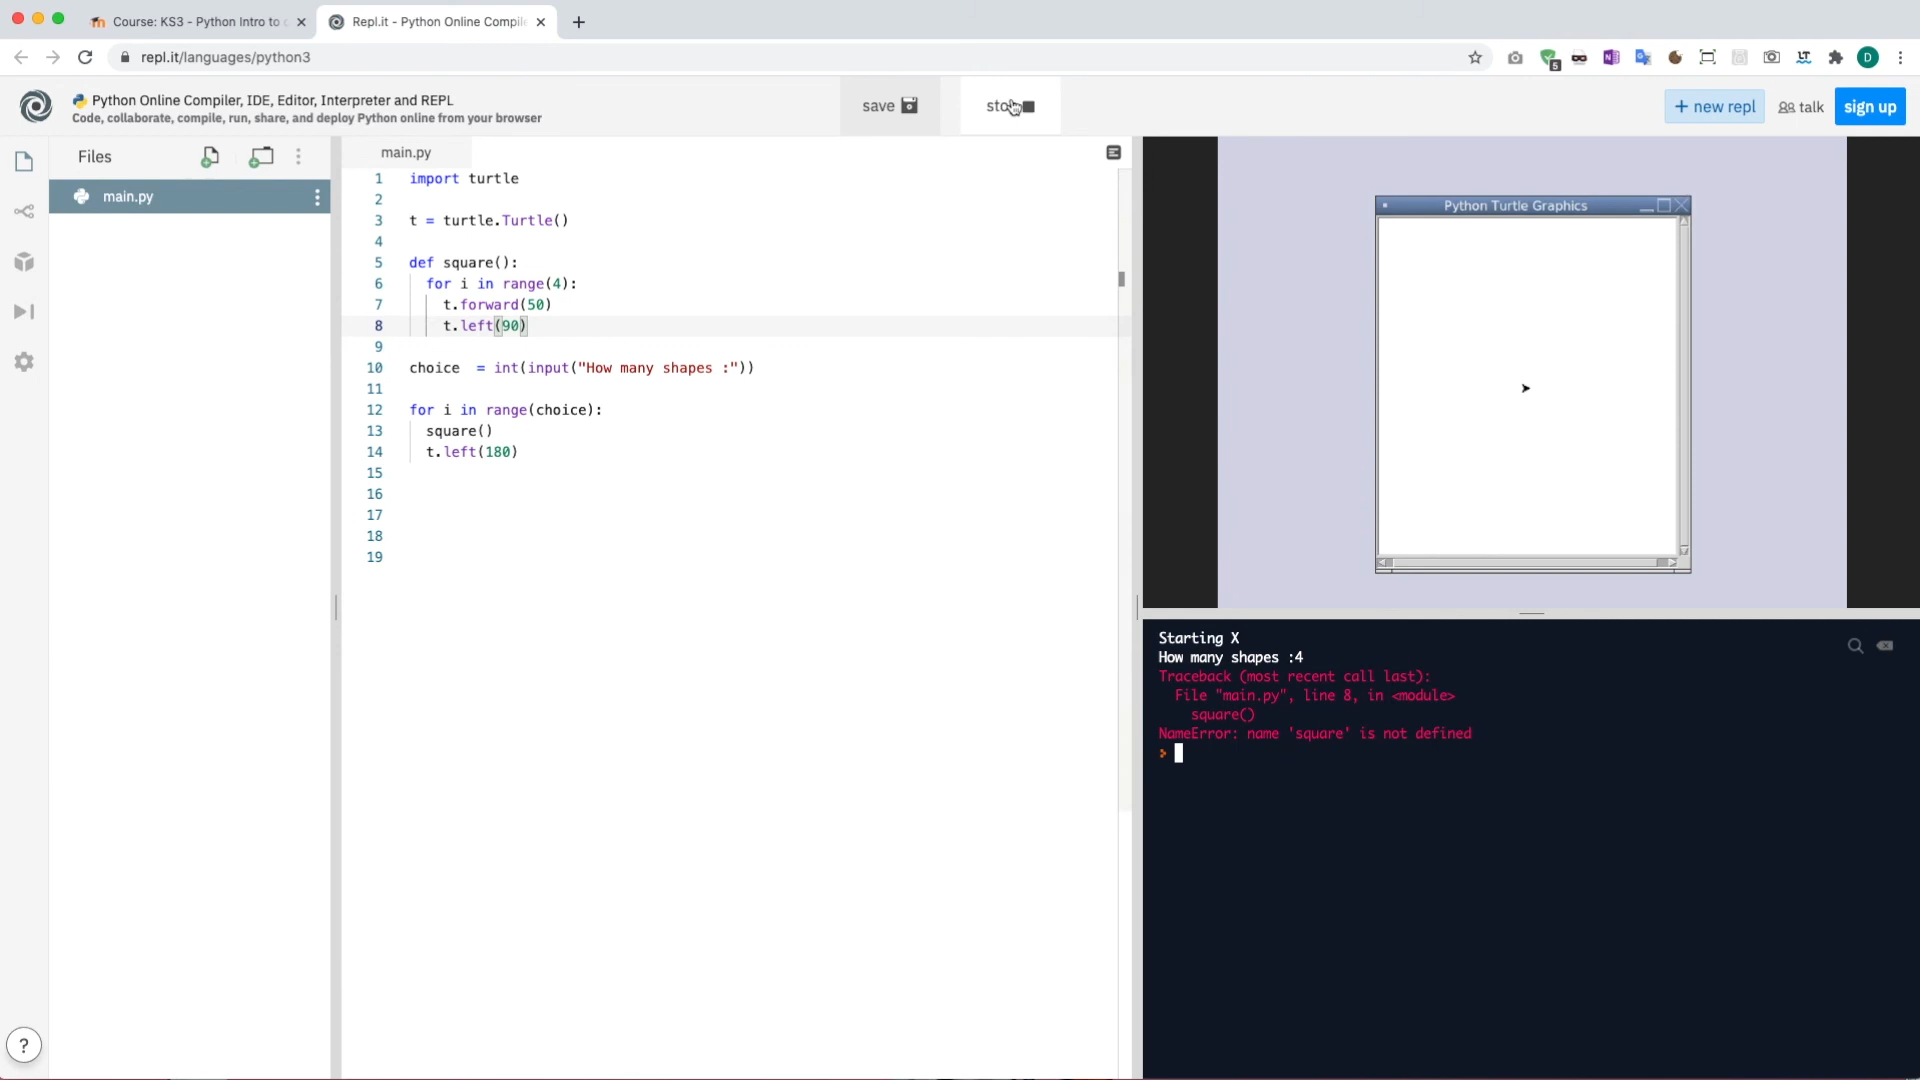 Course: KS3 - Python Intro to
Repl.it - Python Online Compile
repl.it/languages/python3
5
D
Python Online Compiler, IDE, Editor, Interpreter and REPL
Code, collaborate, compile, run, share, and deploy Python online from your browser
save
sto
+ new repl
talk
sign up
Files
main.py
main.py
1 import turtle
2
3 t = turtle.Turtle()
4
5 def square():
6 for i in range(4):
7 t.forward(50)
8 t.left(90)
9
10 choice  = int(input("How many shapes :"))
11
12 for i in range(choice):
13 square()
14 t.left(180)
15
16
17
18
19
Python Turtle Graphics
Starting X
How many shapes :4
Traceback (most recent call last):
File "main.py", line 8, in <module>
square()
NameError: name 'square' is not defined
?